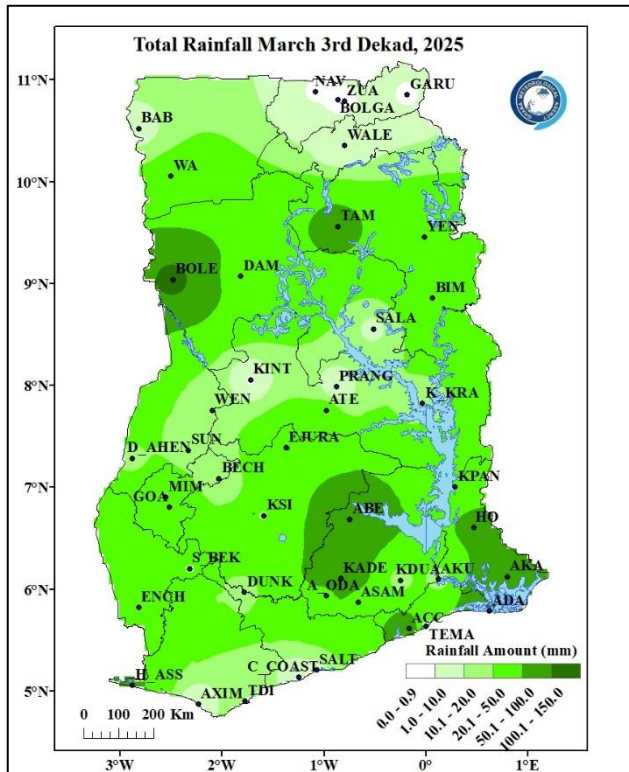 Total Rainfall March 3rd Dekad, 2025
11°N
10°N
9°N
8°N
7°N
6°N
5°N
NAV
ZUA
GARU
BOLGA
BAB
WALE
WA
TAM
YEN
BOLE
DAM
BIM
SALA
KINT
PRANG
WEN
ATE
K_KRA
D_AHEN
SUN
EJURA
BECH
KPAN
GOA
MIM
KSI
ABE
HO
S_BEK
KADE
KDUA
AKU
AKA
DUNK
A_ODA
ENCH
ASAM
ADA
ACC
TEMA
H_ASS
C_COAST
SALT
AXIM
TDI
Rainfall Amount (mm)
0.0 - 0.9
1.0 - 10.0
10.1 - 20.0
20.1 - 50.0
50.1 - 100.0
100.1 - 150.0
0 100 200 Km
3°W 2°W 1°W 0° 1°E